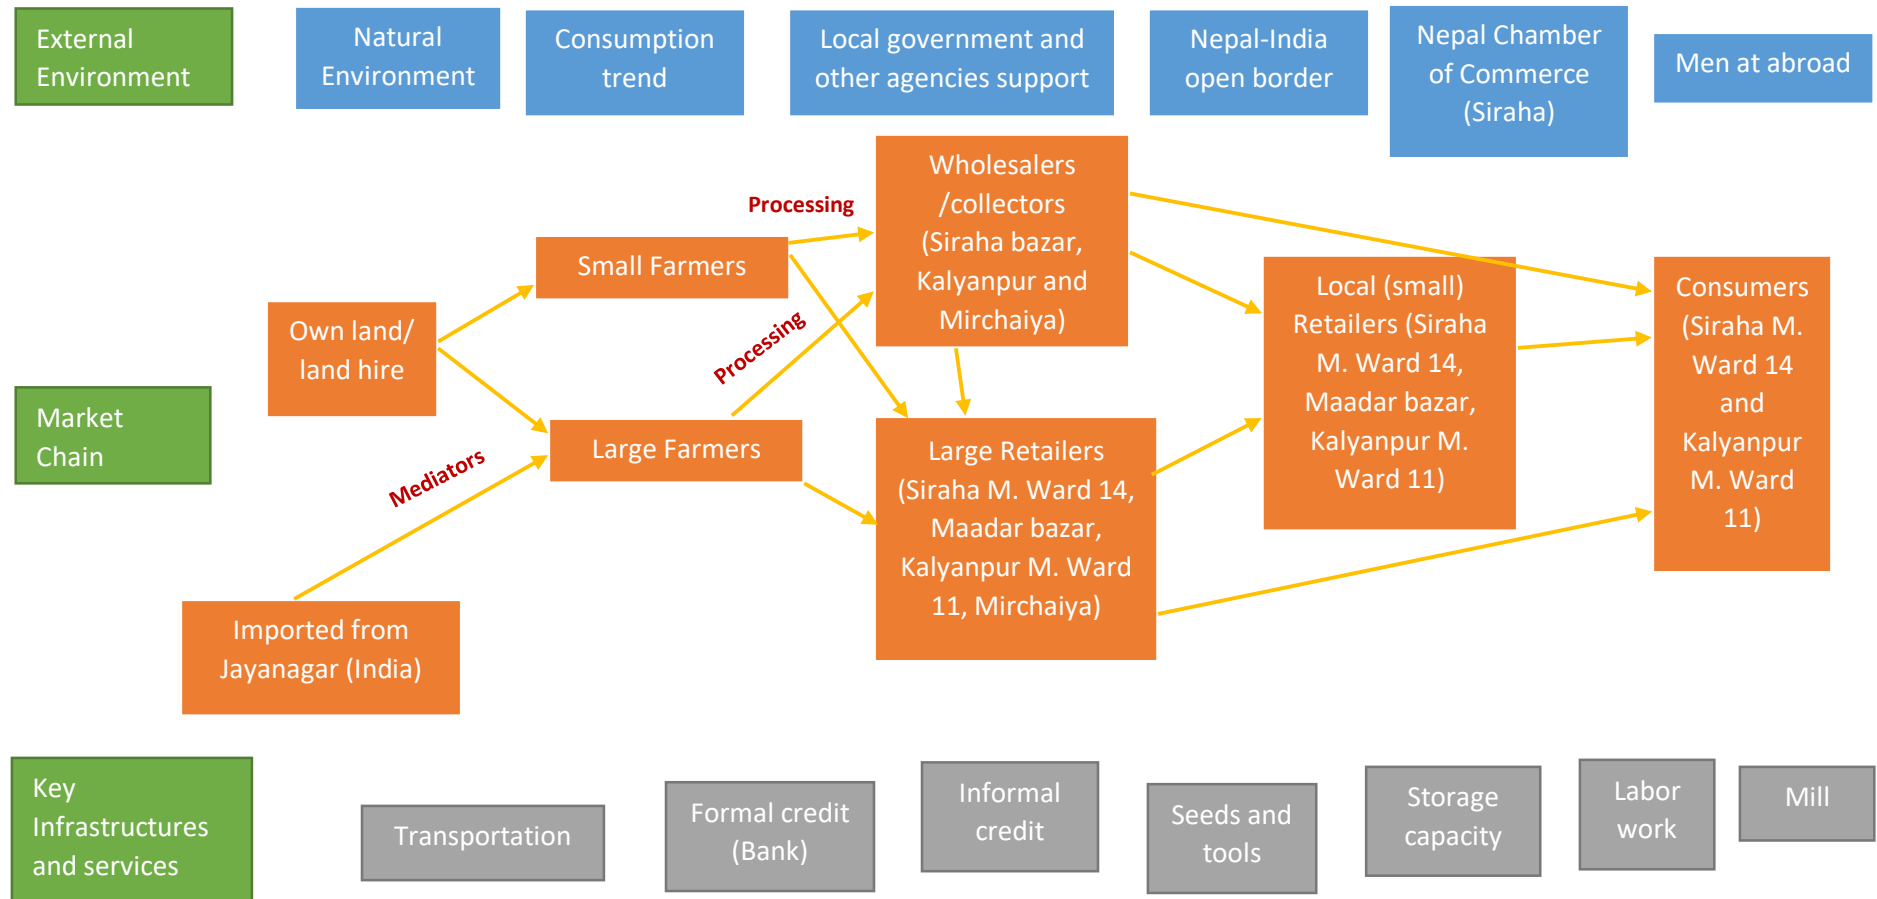 External
Environment
Natural
Environment
Consumption
trend
Local government and
other agencies support
Nepal-India
open border
Nepal Chamber
of Commerce
(Siraha)
Men at abroad
Market
Chain
Own land/
land hire
Imported from
Jayanagar (India)
Mediators
Small Farmers
Large Farmers
Processing
Processing
Wholesalers
/collectors
(Siraha bazar,
Kalyanpur and
Mirchaiya)
Large Retailers
(Siraha M. Ward 14,
Maadar bazar,
Kalyanpur M. Ward
11, Mirchaiya)
Local (small)
Retailers (Siraha
M. Ward 14,
Maadar bazar,
Kalyanpur M.
Ward 11)
Consumers
(Siraha M.
Ward 14
and
Kalyanpur
M. Ward
11)
Key
Infrastructures
and services
Transportation
Formal credit
(Bank)
Informal
credit
Seeds and
tools
Storage
capacity
Labor
work
Mill